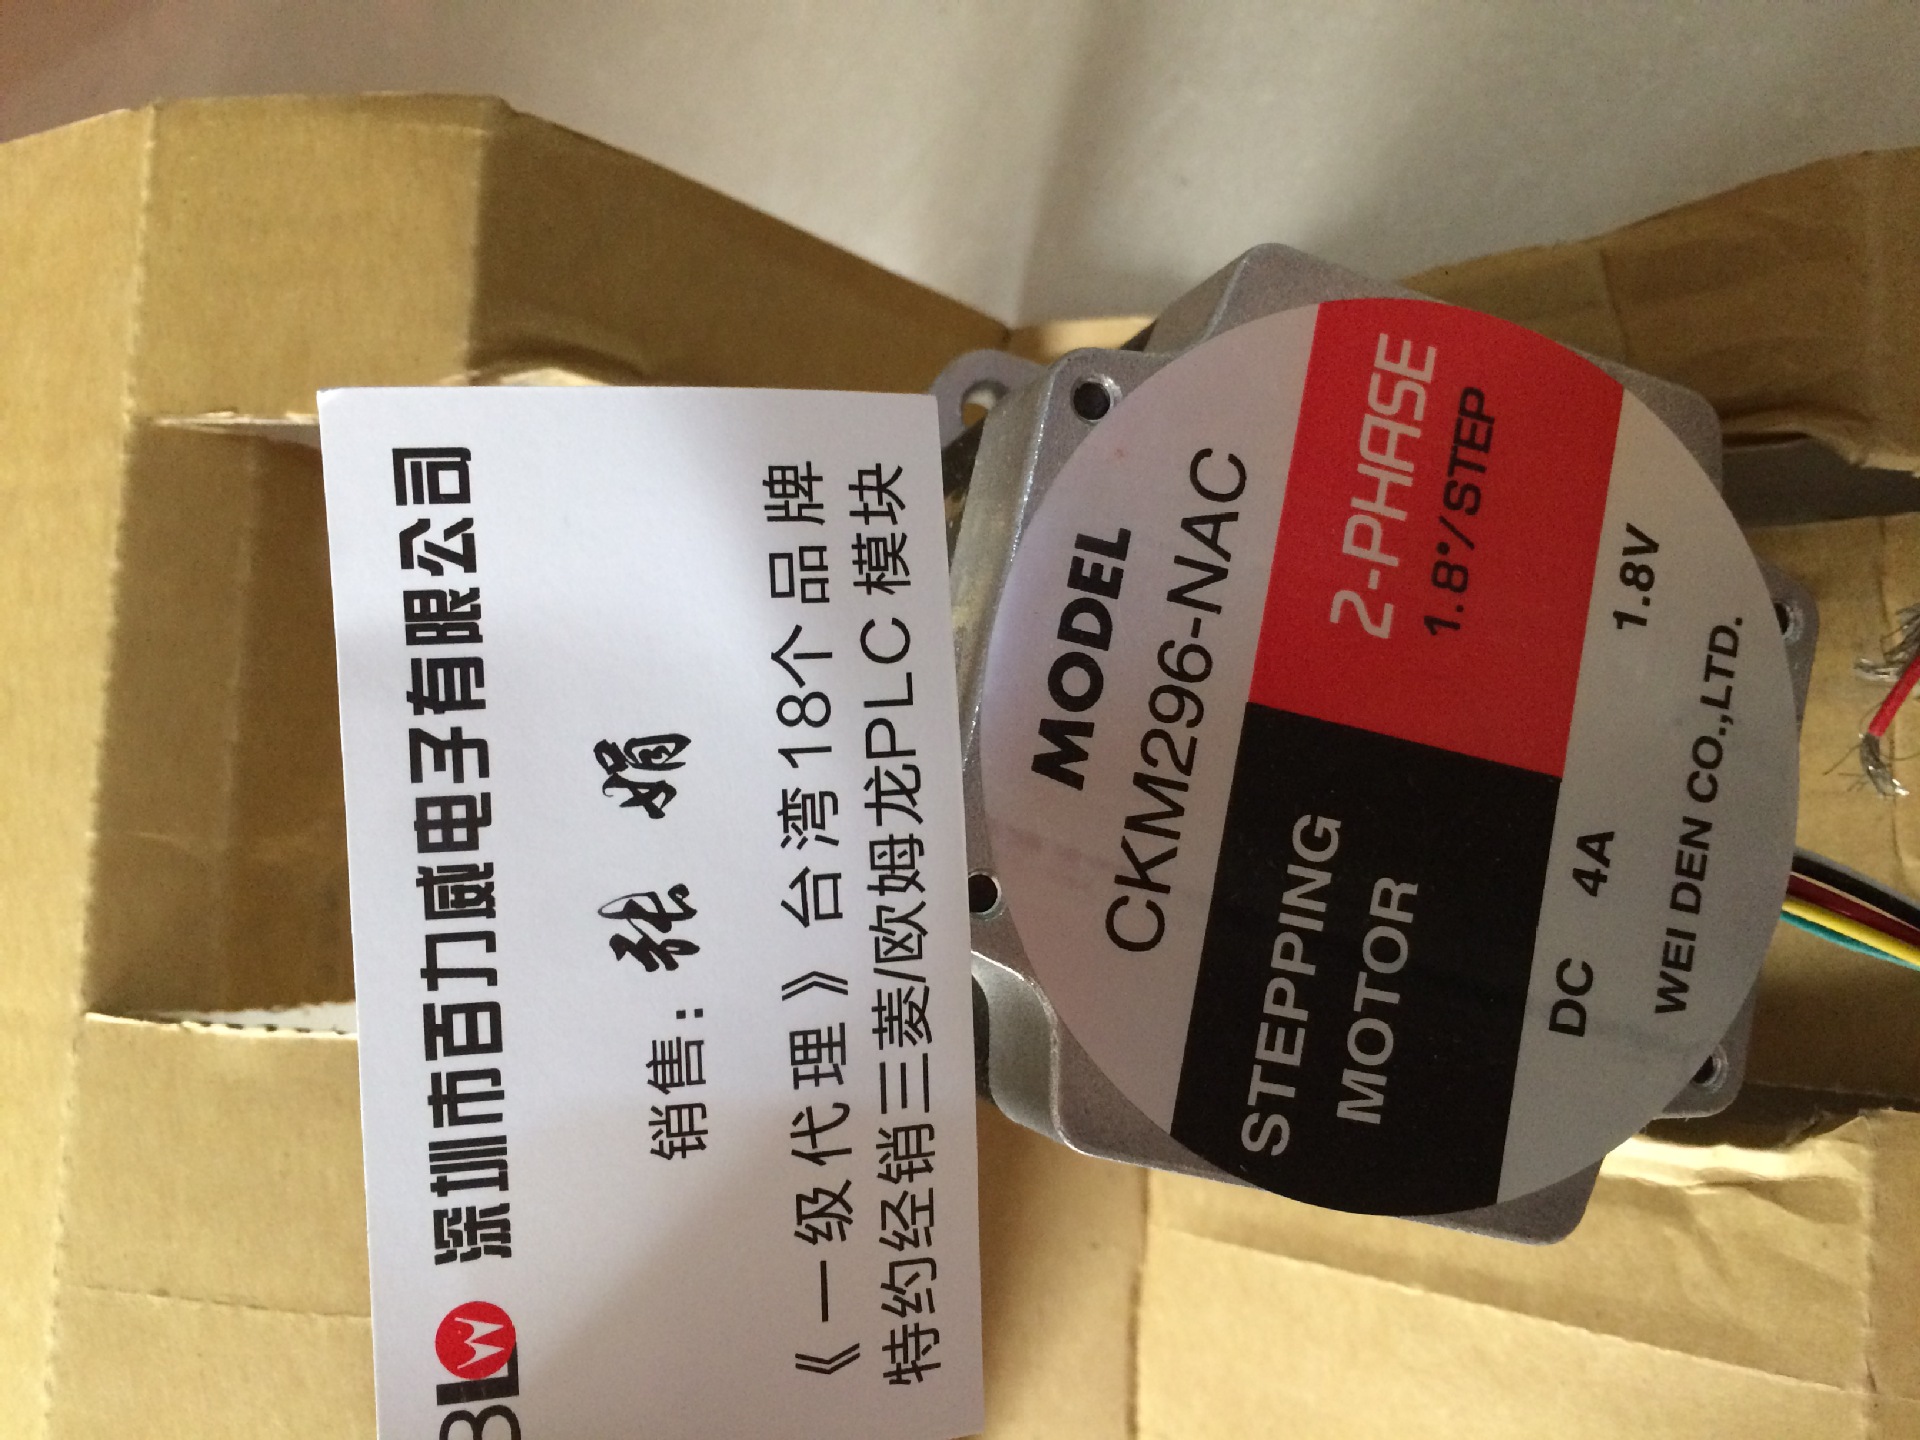 BLW 深圳市百力威电子有限公司
销售：张 娟
《一级代理》台湾18个品牌
特约经销三菱/欧姆龙PLC模块
MODEL
CKM296-NAC
STEPPING
MOTOR
2-PHASE
1.8°/STEP
DC 4A 1.8V
WEI DEN CO.,LTD.